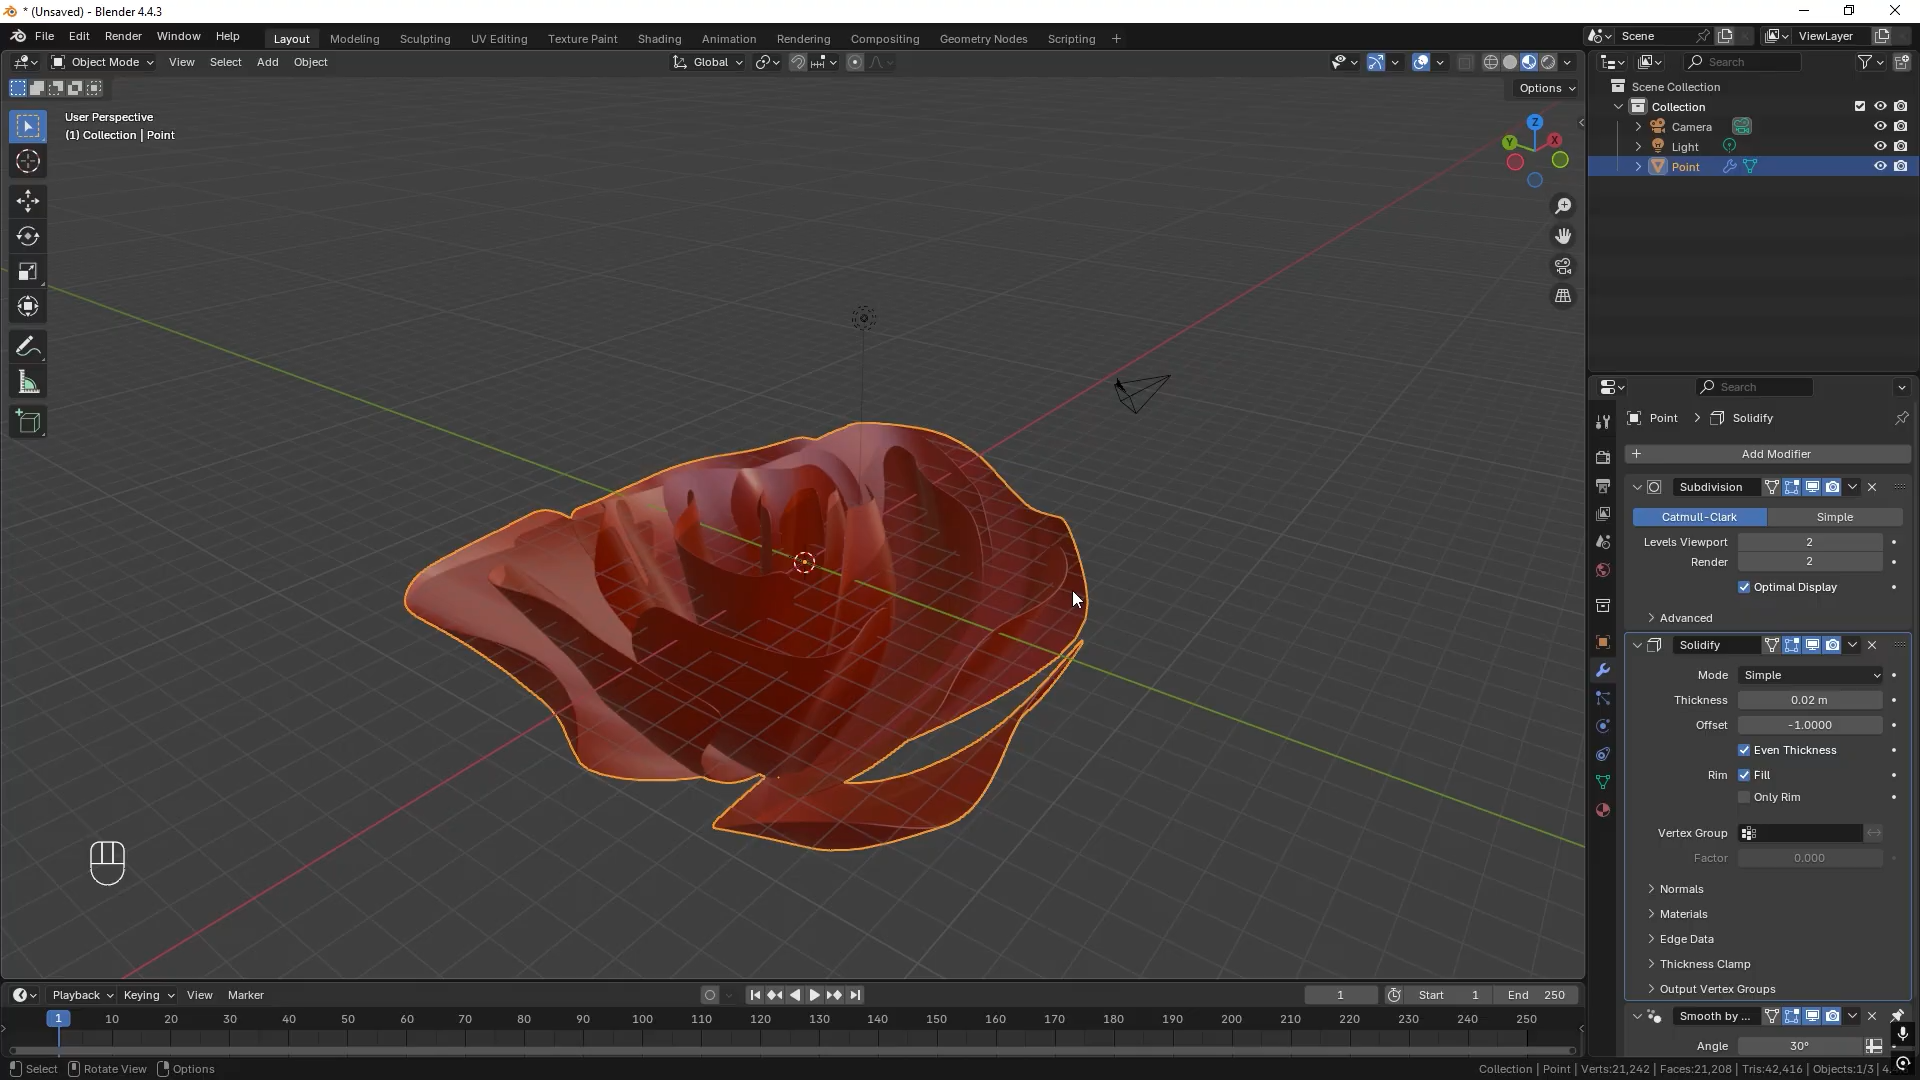 * (Unsaved) - Blender 4.4.3
File Edit Render Window Help
Layout Modeling Sculpting UV Editing Texture Paint Shading Animation Rendering Compositing Geometry Nodes Scripting +
Scene ViewLayer
Object Mode View Select Add Object Global
Options
User Perspective
(1) Collection | Point
Z
Y X
Search
Scene Collection
Collection
Camera
Light
Point
Search
Point > Solidify
+ Add Modifier
Subdivision
Catmull-Clark Simple
Levels Viewport 2
Render 2
Optimal Display
Advanced
Solidify
Mode Simple
Thickness 0.02 m
Offset -1.0000
Even Thickness
Rim Fill
Only Rim
Vertex Group
Factor 0.000
Normals
Materials
Edge Data
Thickness Clamp
Output Vertex Groups
Smooth by ...
Angle 30°
Playback Keying View Marker 1 Start 1 End 250
1 10 20 30 40 50 60 70 80 90 100 110 120 130 140 150 160 170 180 190 200 210 220 230 240 250
Select Rotate View Options
Collection | Point | Verts:21,242 | Faces:21,208 | Tris:42,416 | Objects:1/3 | 4.